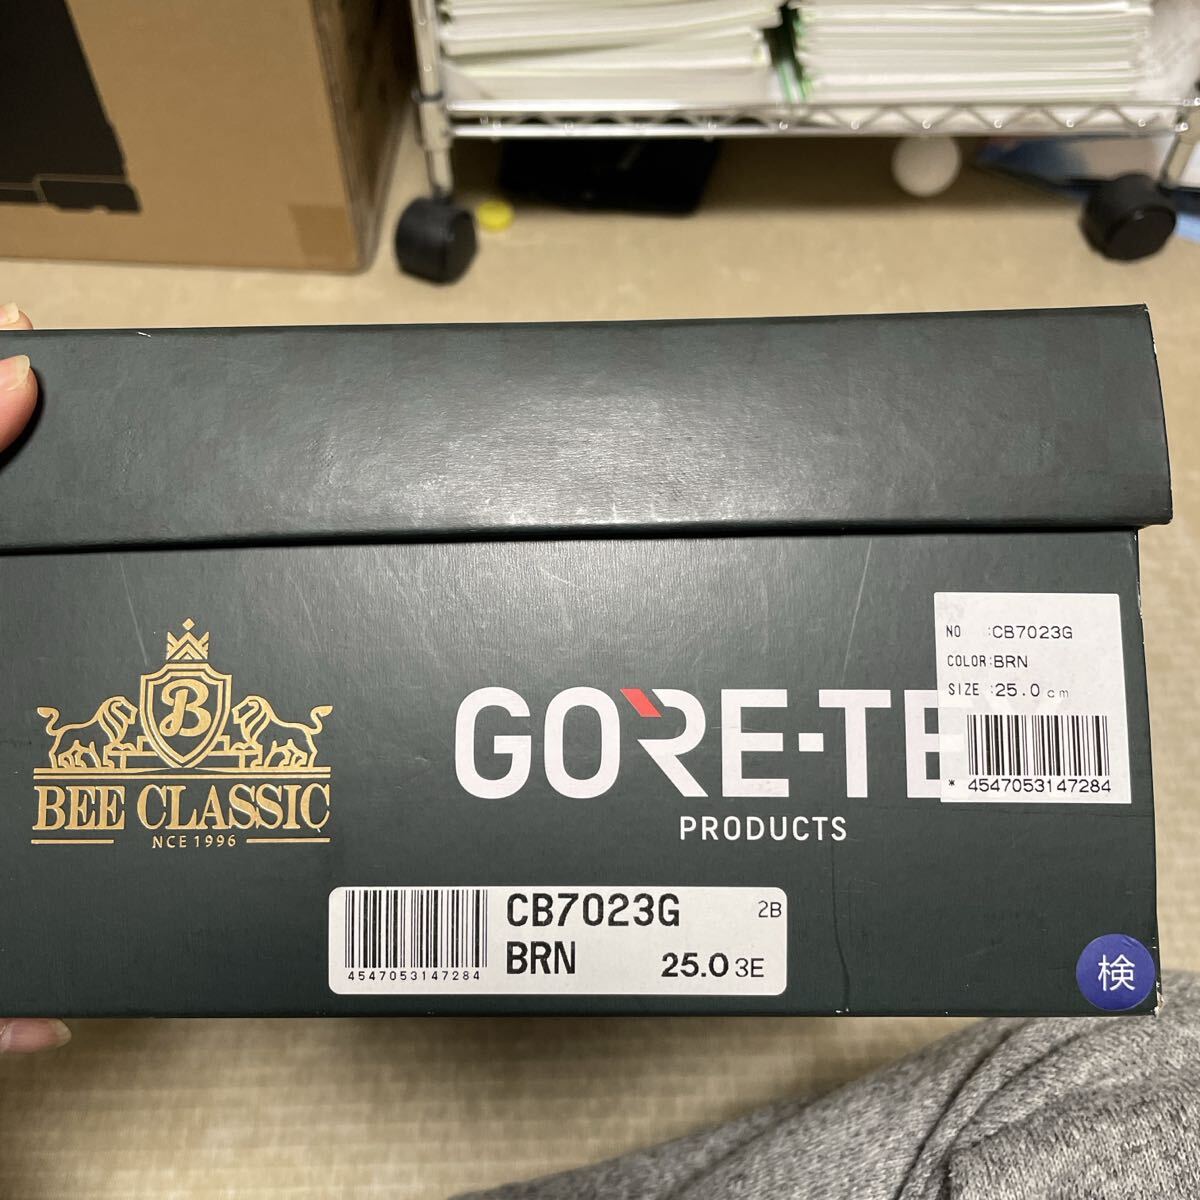 B
BEE CLASSIC
NCE 1996
GORE-TE
PRODUCTS
NO :CB7023G
COLOR:BRN
SIZE :25.0cm
* 4547053147284
CB7023G 2B
BRN 25.0 3E
4547053147284
検